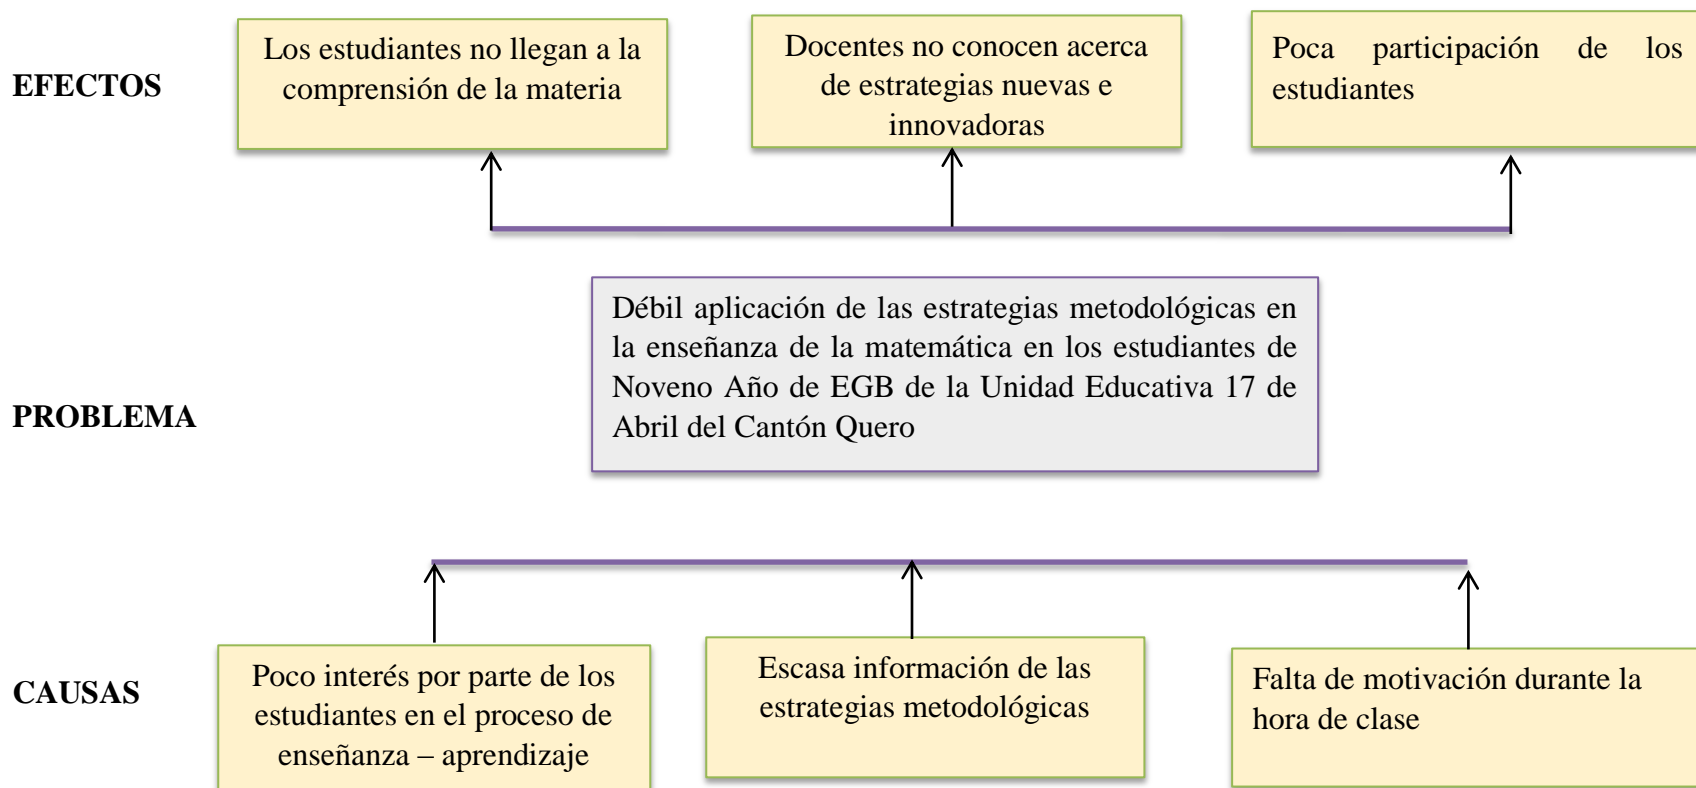 EFECTOS
Los estudiantes no llegan a la
comprensión de la materia
Docentes no conocen acerca
de estrategias nuevas e
innovadoras
Poca participación de los
estudiantes
PROBLEMA
Débil aplicación de las estrategias metodológicas en
la enseñanza de la matemática en los estudiantes de
Noveno Año de EGB de la Unidad Educativa 17 de
Abril del Cantón Quero
CAUSAS
Poco interés por parte de los
estudiantes en el proceso de
enseñanza – aprendizaje
Escasa información de las
estrategias metodológicas
Falta de motivación durante la
hora de clase